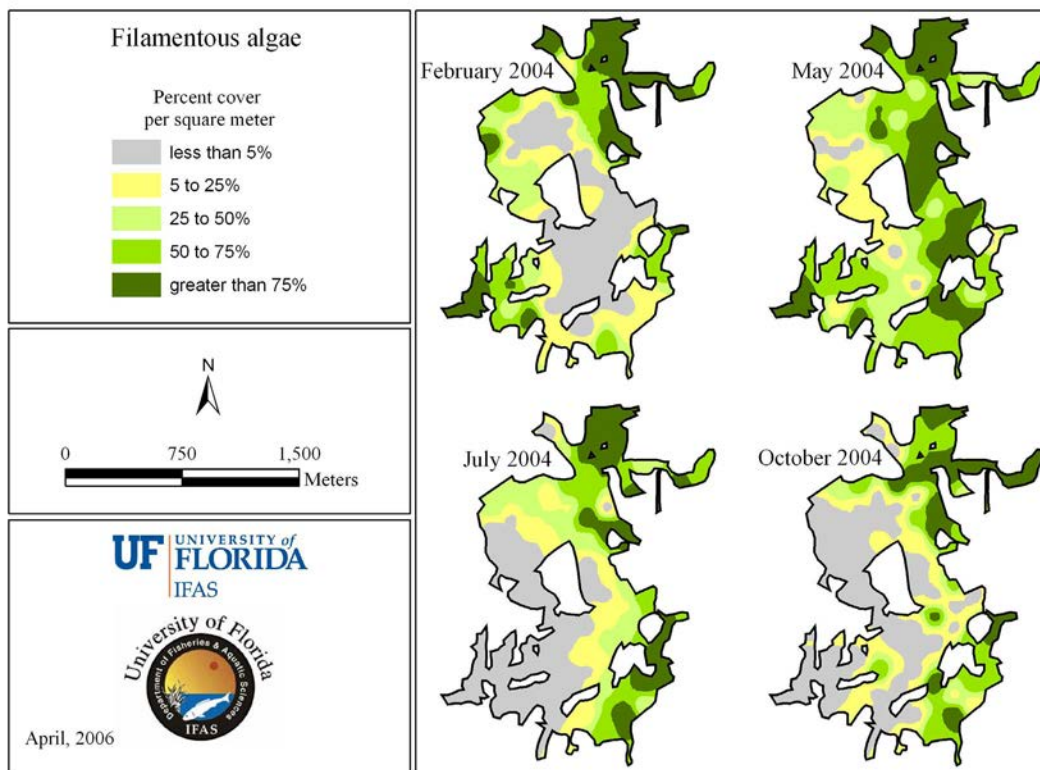 Filamentous algae
Percent cover
per square meter
less than 5%
5 to 25%
25 to 50%
50 to 75%
greater than 75%
N
0 750 1,500
Meters
UF UNIVERSITY of
FLORIDA
IFAS
University of Florida
Department of Fisheries & Aquatic Sciences
IFAS
April, 2006
February 2004
May 2004
July 2004
October 2004